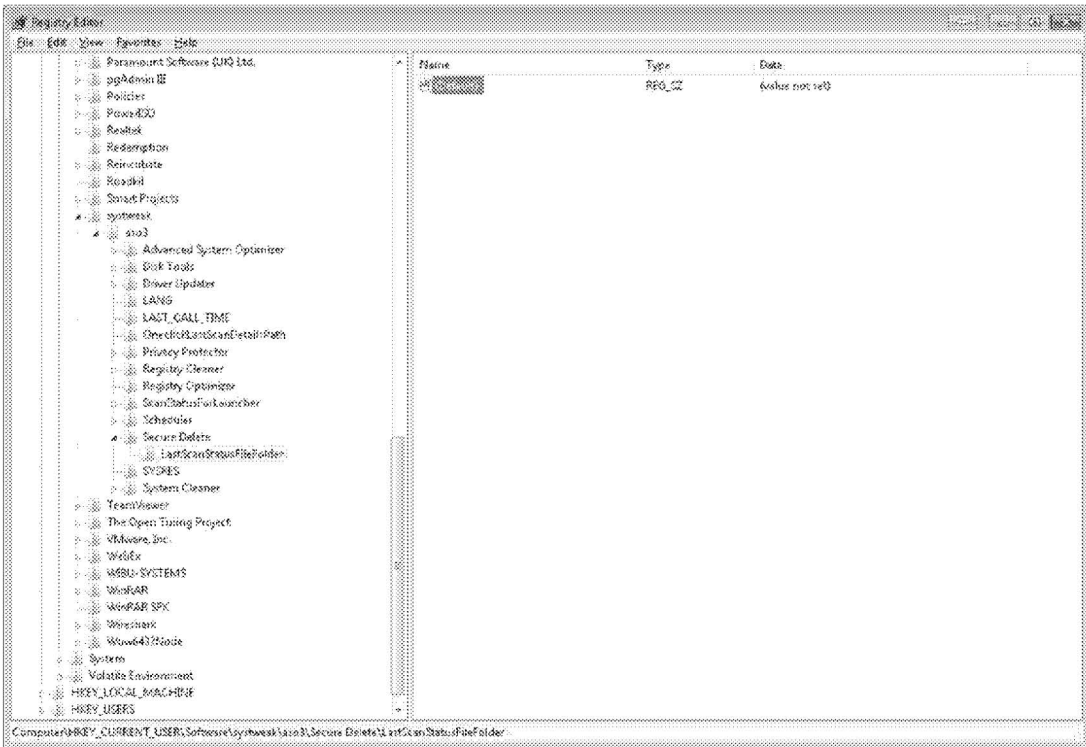 Registry Editor
File Edit View Favorites Help
Paramount Software (UK) Ltd.
pgAdmin III
Policies
PowerISO
Realtek
Redemption
Reincubate
Roadkil
Smart Projects
systweak
aso3
Advanced System Optimizer
Disk Tools
Driver Updater
LANG
LAST_CALL_TIME
OneclickLastScanDetailsPath
Privacy Protector
Registry Cleaner
Registry Optimizer
ScanStatusForLauncher
Scheduler
Secure Delete
LastScanStatusFileFolder
SYSRES
System Cleaner
TeamViewer
The Open Turing Project
VMware, Inc.
WebEx
WIBU-SYSTEMS
WinRAR
WinRAR SFX
Wireshark
Wow6432Node
System
Volatile Environment
HKEY_LOCAL_MACHINE
HKEY_USERS
Name Type Data
REG_SZ (value not set)
Computer\HKEY_CURRENT_USER\Software\systweak\aso3\Secure Delete\LastScanStatusFileFolder